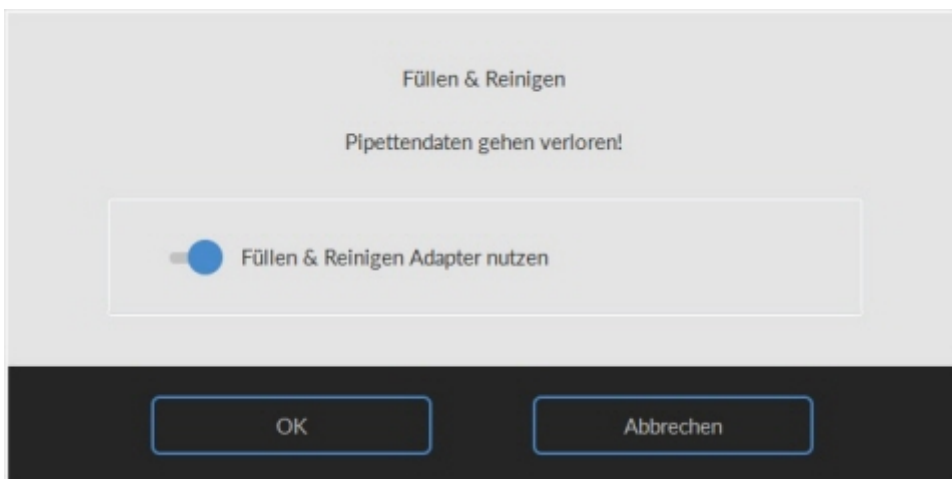 Füllen & Reinigen
Pipettendaten gehen verloren!
Füllen & Reinigen Adapter nutzen
OK
Abbrechen